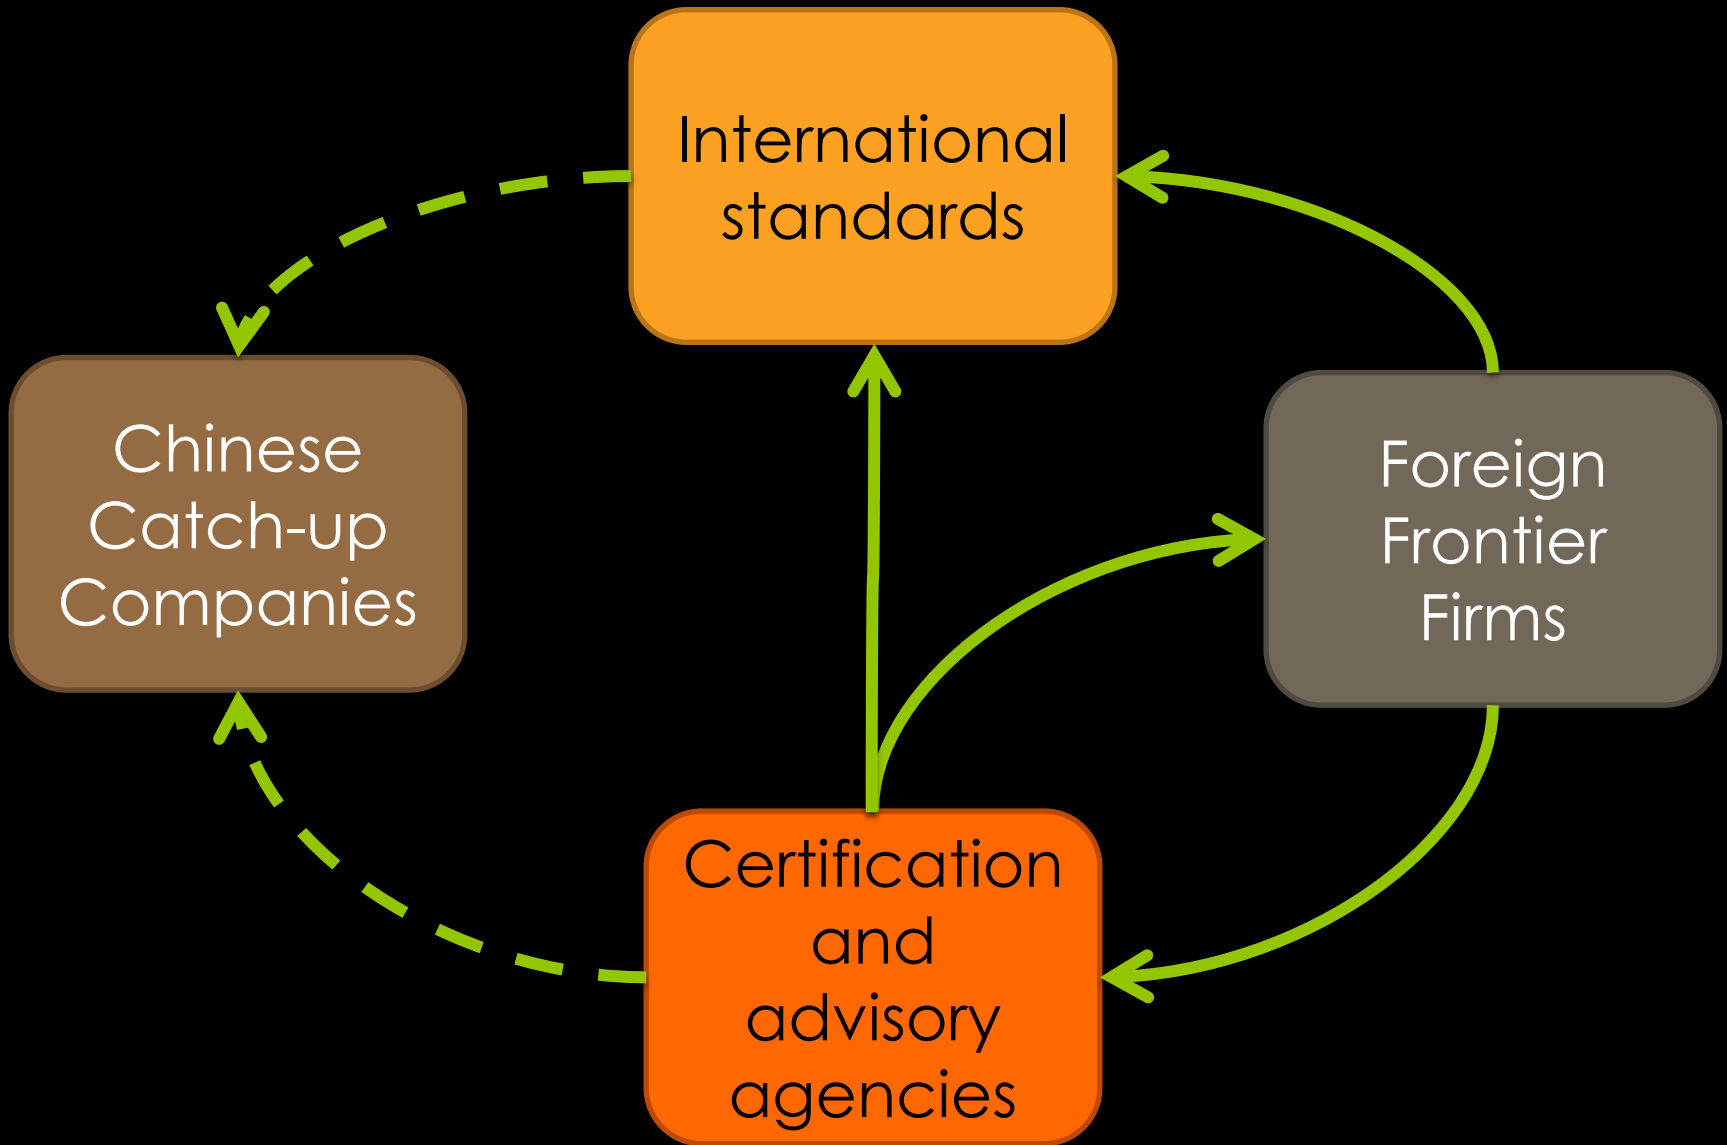 International
standards
Chinese
Catch-up
Companies
Foreign
Frontier
Firms
Certification
and
advisory
agencies